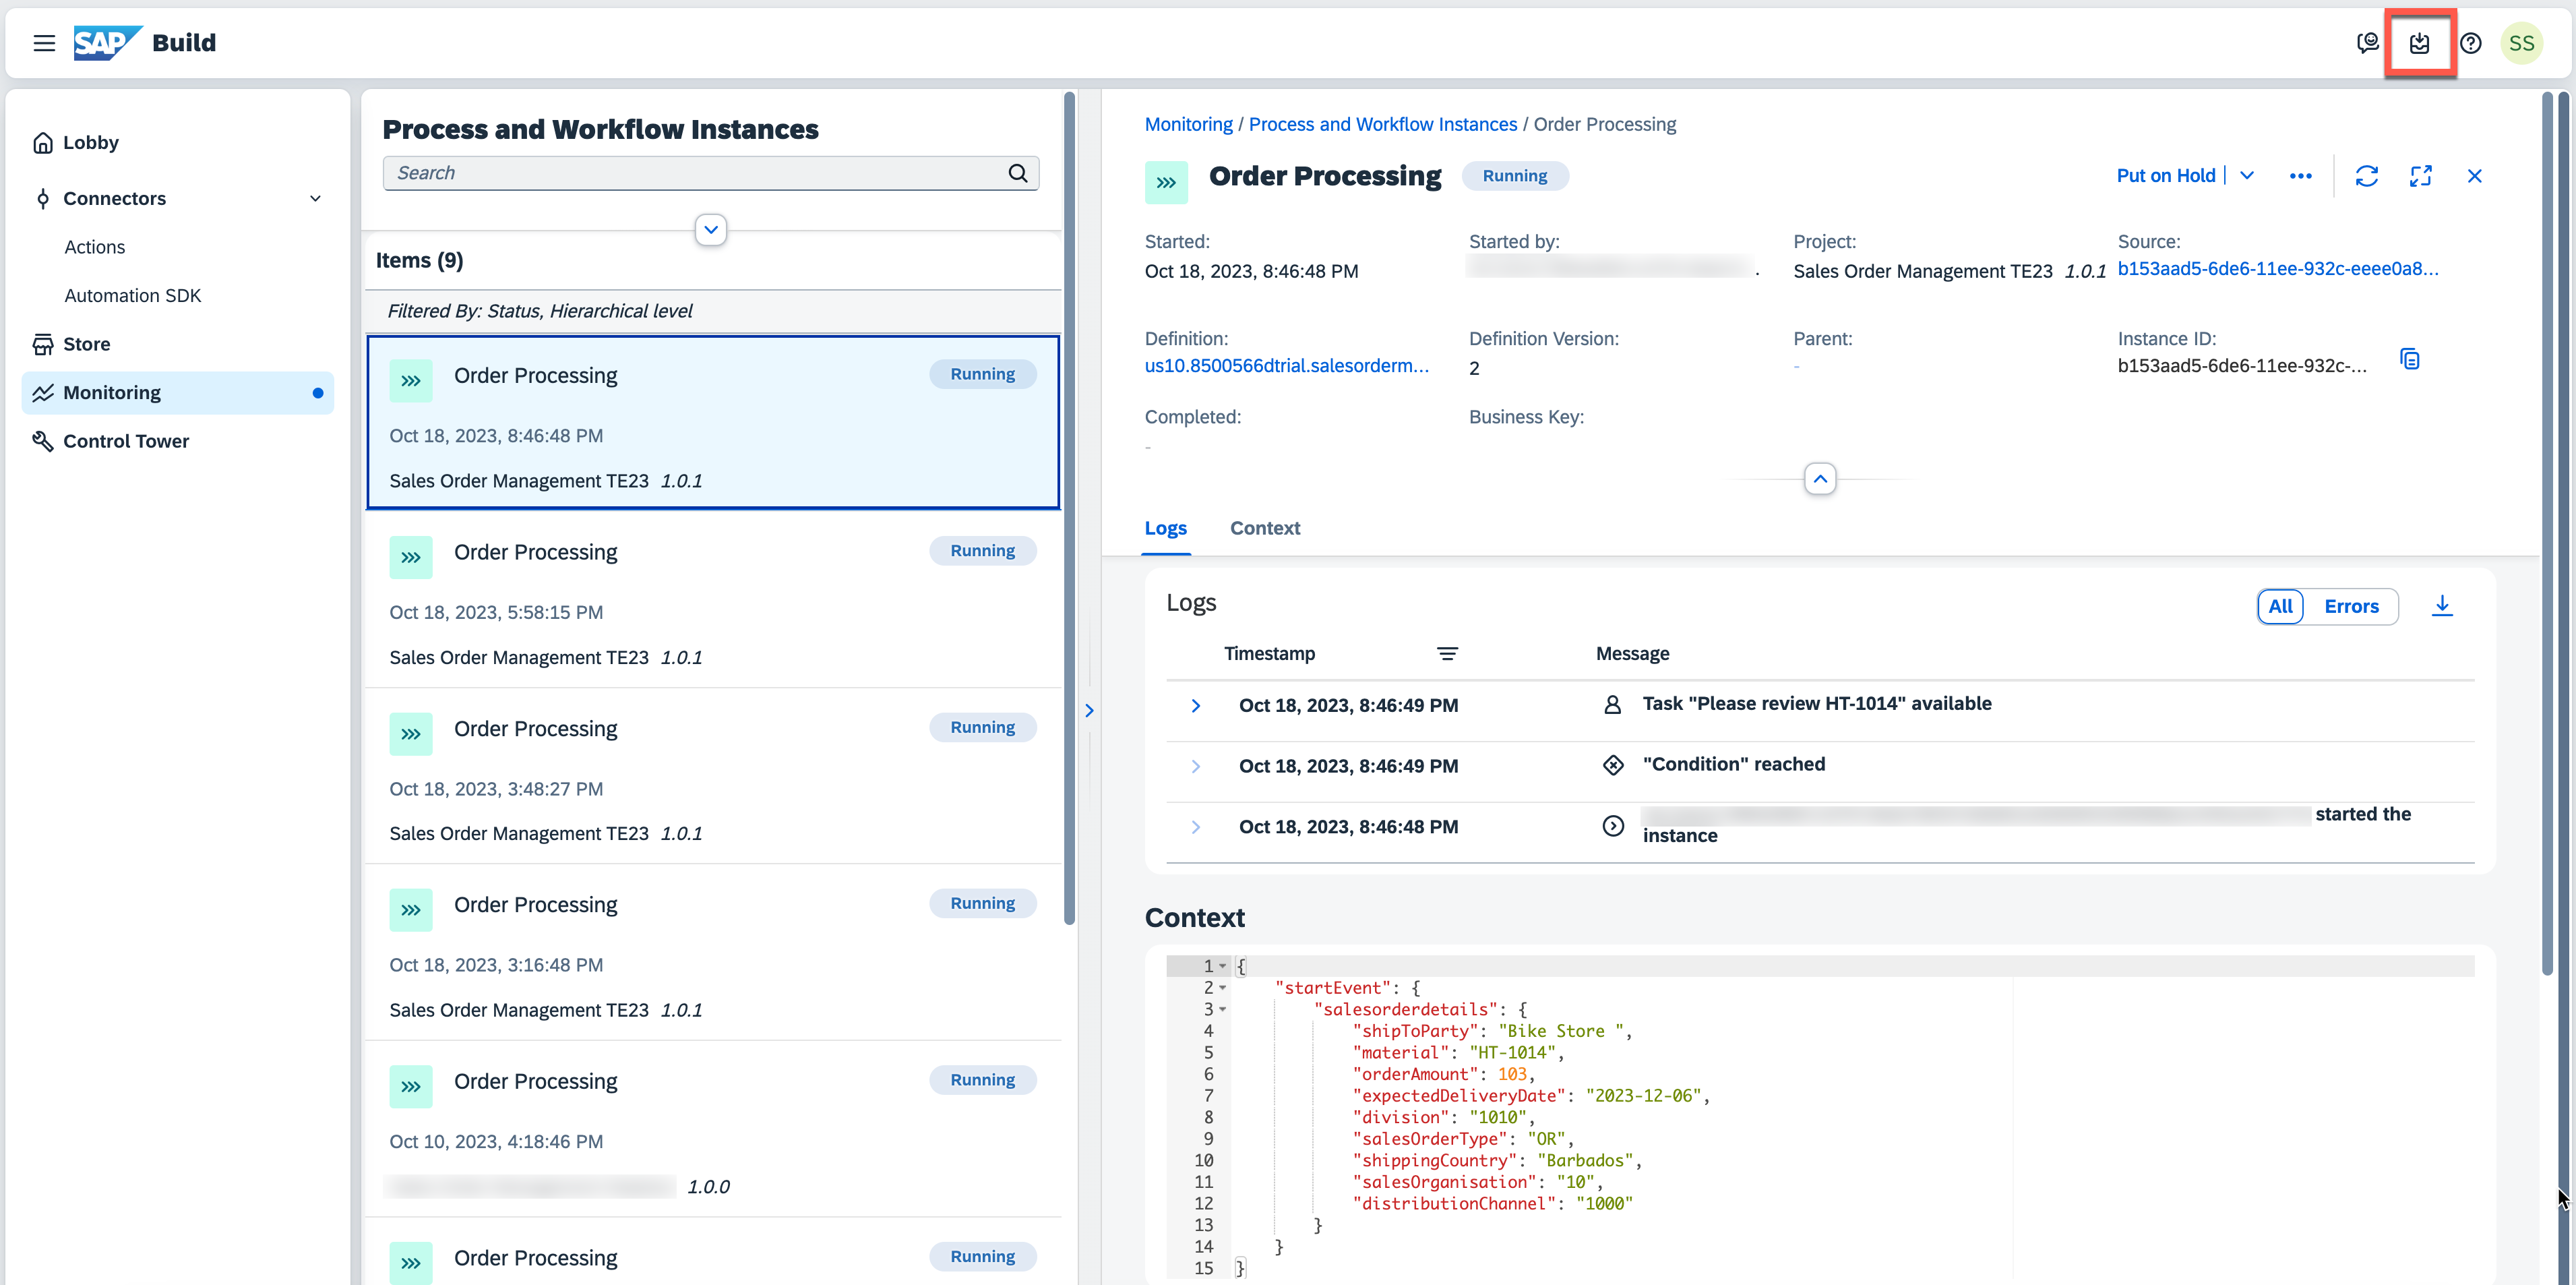 SAP Build
SS
Lobby
Connectors
Actions
Automation SDK
Store
Monitoring
Control Tower
Process and Workflow Instances
Search
Items (9)
Filtered By: Status, Hierarchical level
Order Processing Running
Oct 18, 2023, 8:46:48 PM
Sales Order Management TE23 1.0.1
Order Processing Running
Oct 18, 2023, 5:58:15 PM
Sales Order Management TE23 1.0.1
Order Processing Running
Oct 18, 2023, 3:48:27 PM
Sales Order Management TE23 1.0.1
Order Processing Running
Oct 18, 2023, 3:16:48 PM
Sales Order Management TE23 1.0.1
Order Processing Running
Oct 10, 2023, 4:18:46 PM
1.0.0
Order Processing Running
Monitoring / Process and Workflow Instances / Order Processing
Order Processing Running Put on Hold
Started: Started by: Project: Source:
Oct 18, 2023, 8:46:48 PM . Sales Order Management TE23 1.0.1 b153aad5-6de6-11ee-932c-eeee0a8...
Definition: Definition Version: Parent: Instance ID:
us10.8500566dtrial.salesorderm... 2 - b153aad5-6de6-11ee-932c-...
Completed: Business Key:
-
Logs Context
Logs All Errors
Timestamp Message
Oct 18, 2023, 8:46:49 PM Task "Please review HT-1014" available
Oct 18, 2023, 8:46:49 PM "Condition" reached
Oct 18, 2023, 8:46:48 PM started the
instance
Context
1 {
2 "startEvent": {
3 "salesorderdetails": {
4 "shipToParty": "Bike Store ",
5 "material": "HT-1014",
6 "orderAmount": 103,
7 "expectedDeliveryDate": "2023-12-06",
8 "division": "1010",
9 "salesOrderType": "OR",
10 "shippingCountry": "Barbados",
11 "salesOrganisation": "10",
12 "distributionChannel": "1000"
13 }
14 }
15 }